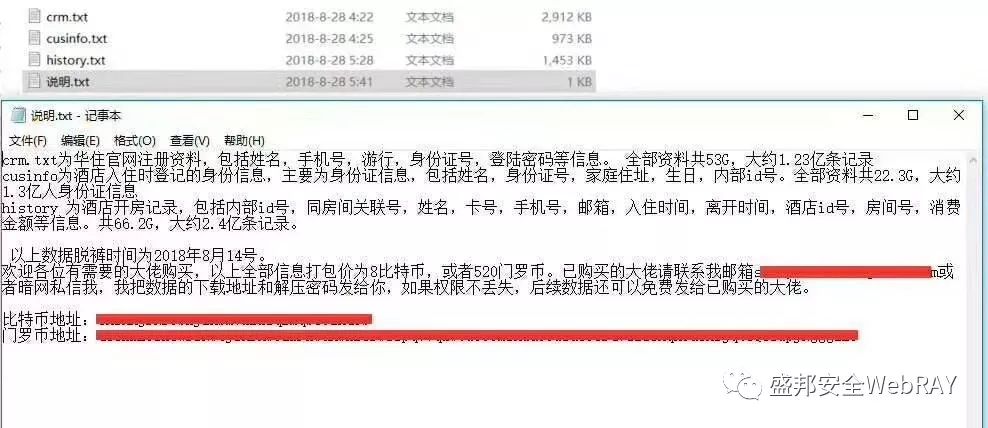 crm.txt 2018-8-28 4:22 文本文档 2,912 KB
cusinfo.txt 2018-8-28 4:25 文本文档 973 KB
history.txt 2018-8-28 5:28 文本文档 1,453 KB
说明.txt 2018-8-28 5:41 文本文档 1 KB
说明.txt - 记事本
文件(F) 编辑(E) 格式(O) 查看(V) 帮助(H)
crm.txt为华住官网注册资料，包括姓名，手机号，游行，身份证号，登陆密码等信息。 全部资料共53G，大约1.23亿条记录
cusinfo为酒店入住时登记的身份信息，主要为身份证信息，包括姓名，身份证号，家庭住址，生日，内部id号。全部资料共22.3G，大约
1.3亿人身份证信息
history 为酒店开房记录，包括内部id号，同房间关联号，姓名，卡号，手机号，邮箱，入住时间，离开时间，酒店id号，房间号，消费
金额等信息。共66.2G，大约2.4亿条记录。
以上数据脱裤时间为2018年8月14号。
欢迎各位有需要的大佬购买，以上全部信息打包价为8比特币，或者520门罗币。已购买的大佬请联系我邮箱s m或
者暗网私信我，我把数据的下载地址和解压密码发给你，如果权限不丢失，后续数据还可以免费发给已购买的大佬。
比特币地址：
门罗币地址：
盛邦安全WebRAY